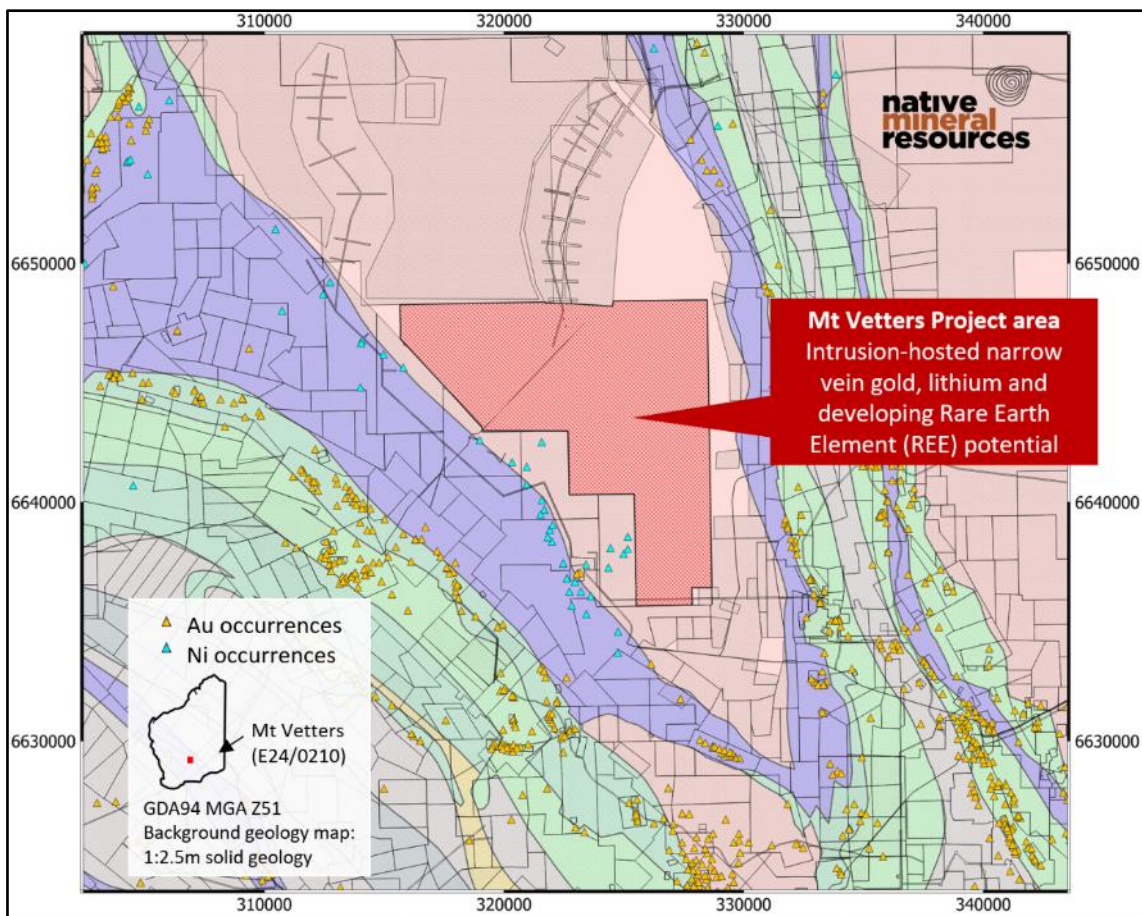 310000
320000
330000
340000
native
mineral
resources
6650000
6650000
Mt Vetters Project area
Intrusion-hosted narrow
vein gold, lithium and
developing Rare Earth
Element (REE) potential
6640000
6640000
Au occurrences
Ni occurrences
Mt Vetters
(E24/0210)
6630000
6630000
GDA94 MGA Z51
Background geology map:
1:2.5m solid geology
310000
320000
330000
340000